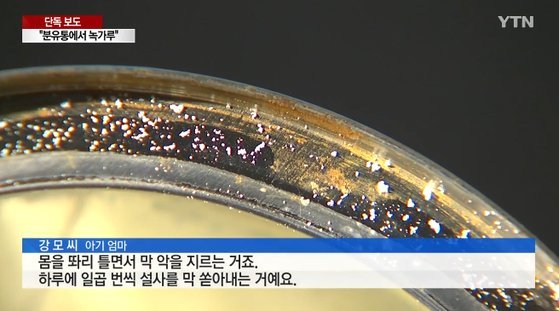 단독 보도
"분유통에서 녹가루"
YTN
강 모 씨 아기 엄마
몸을 똬리 틀면서 막 악을 지르는 거죠.
하루에 일곱 번씩 설사를 막 쏟아내는 거예요.